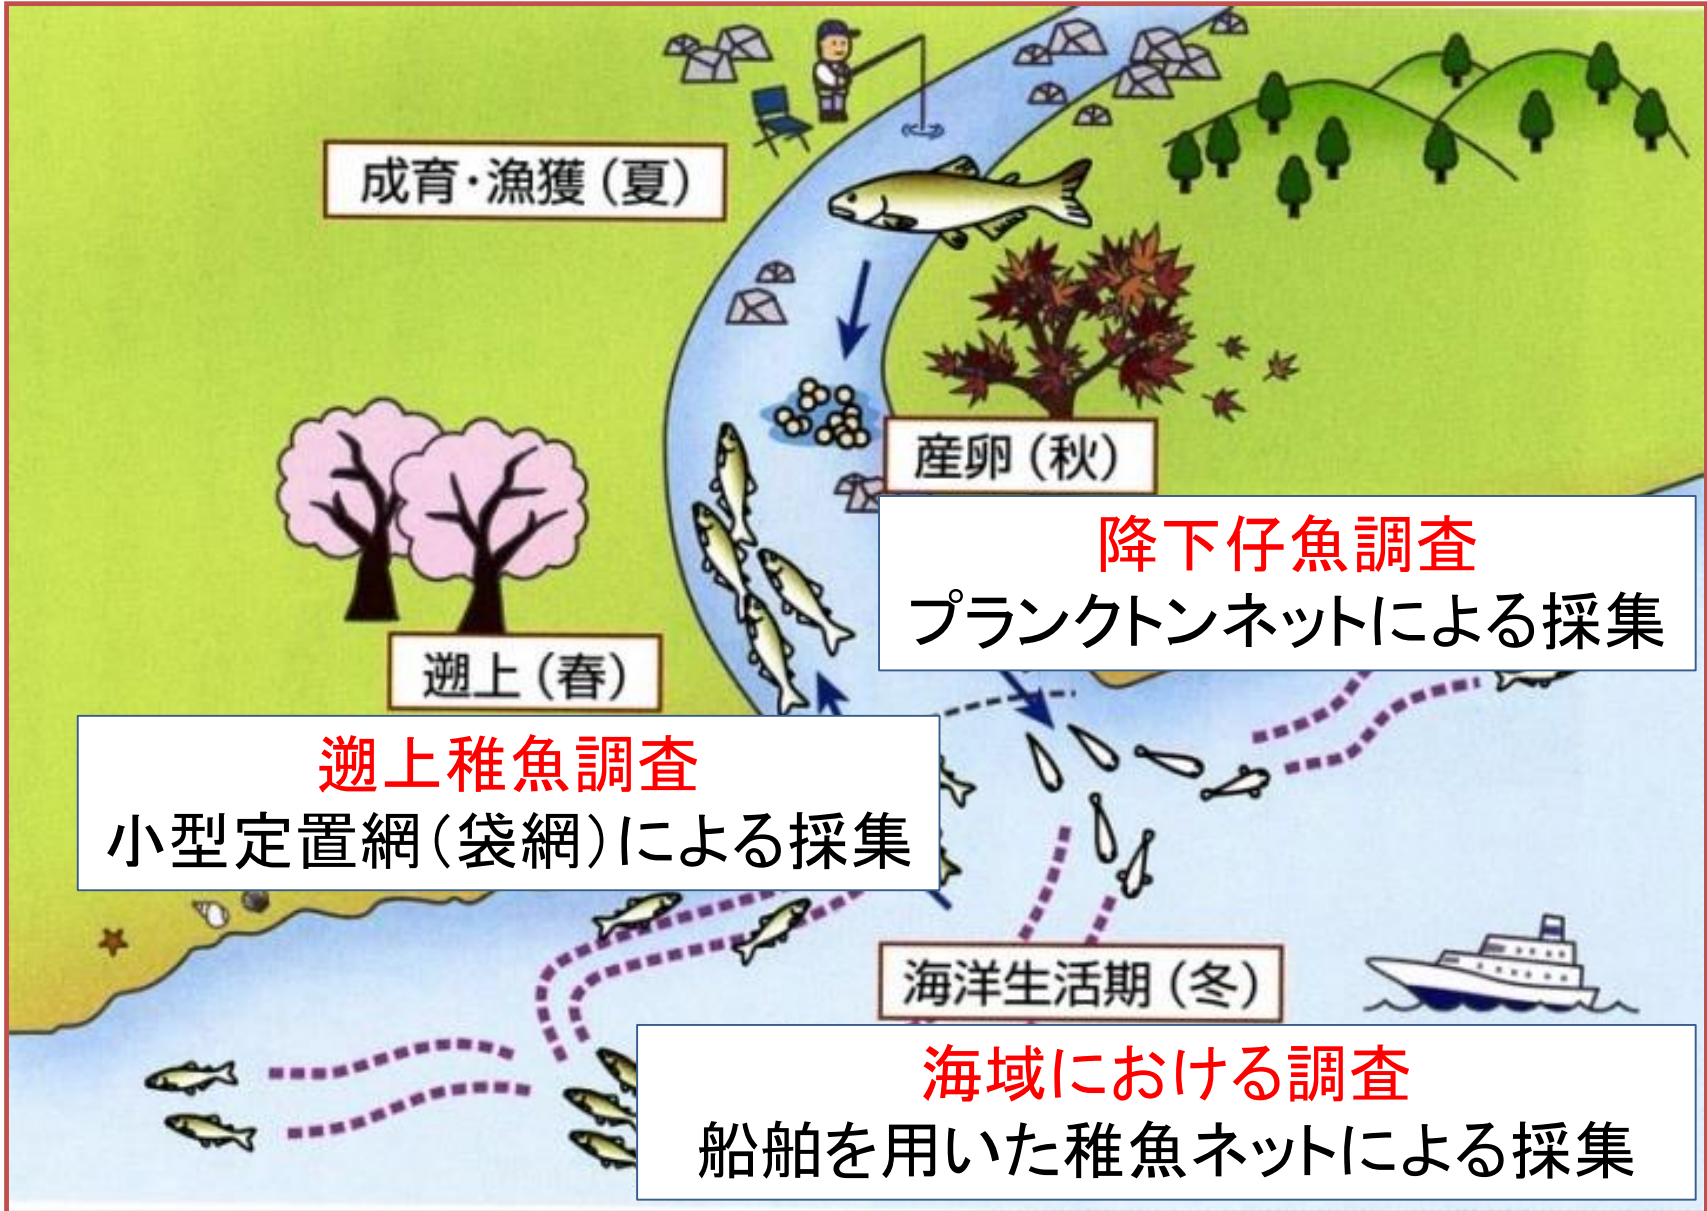 成育・漁獲（夏）
産卵（秋）
降下仔魚調査
プランクトンネットによる採集
遡上（春）
遡上稚魚調査
小型定置網（袋網）による採集
海洋生活期（冬）
海域における調査
船舶を用いた稚魚ネットによる採集